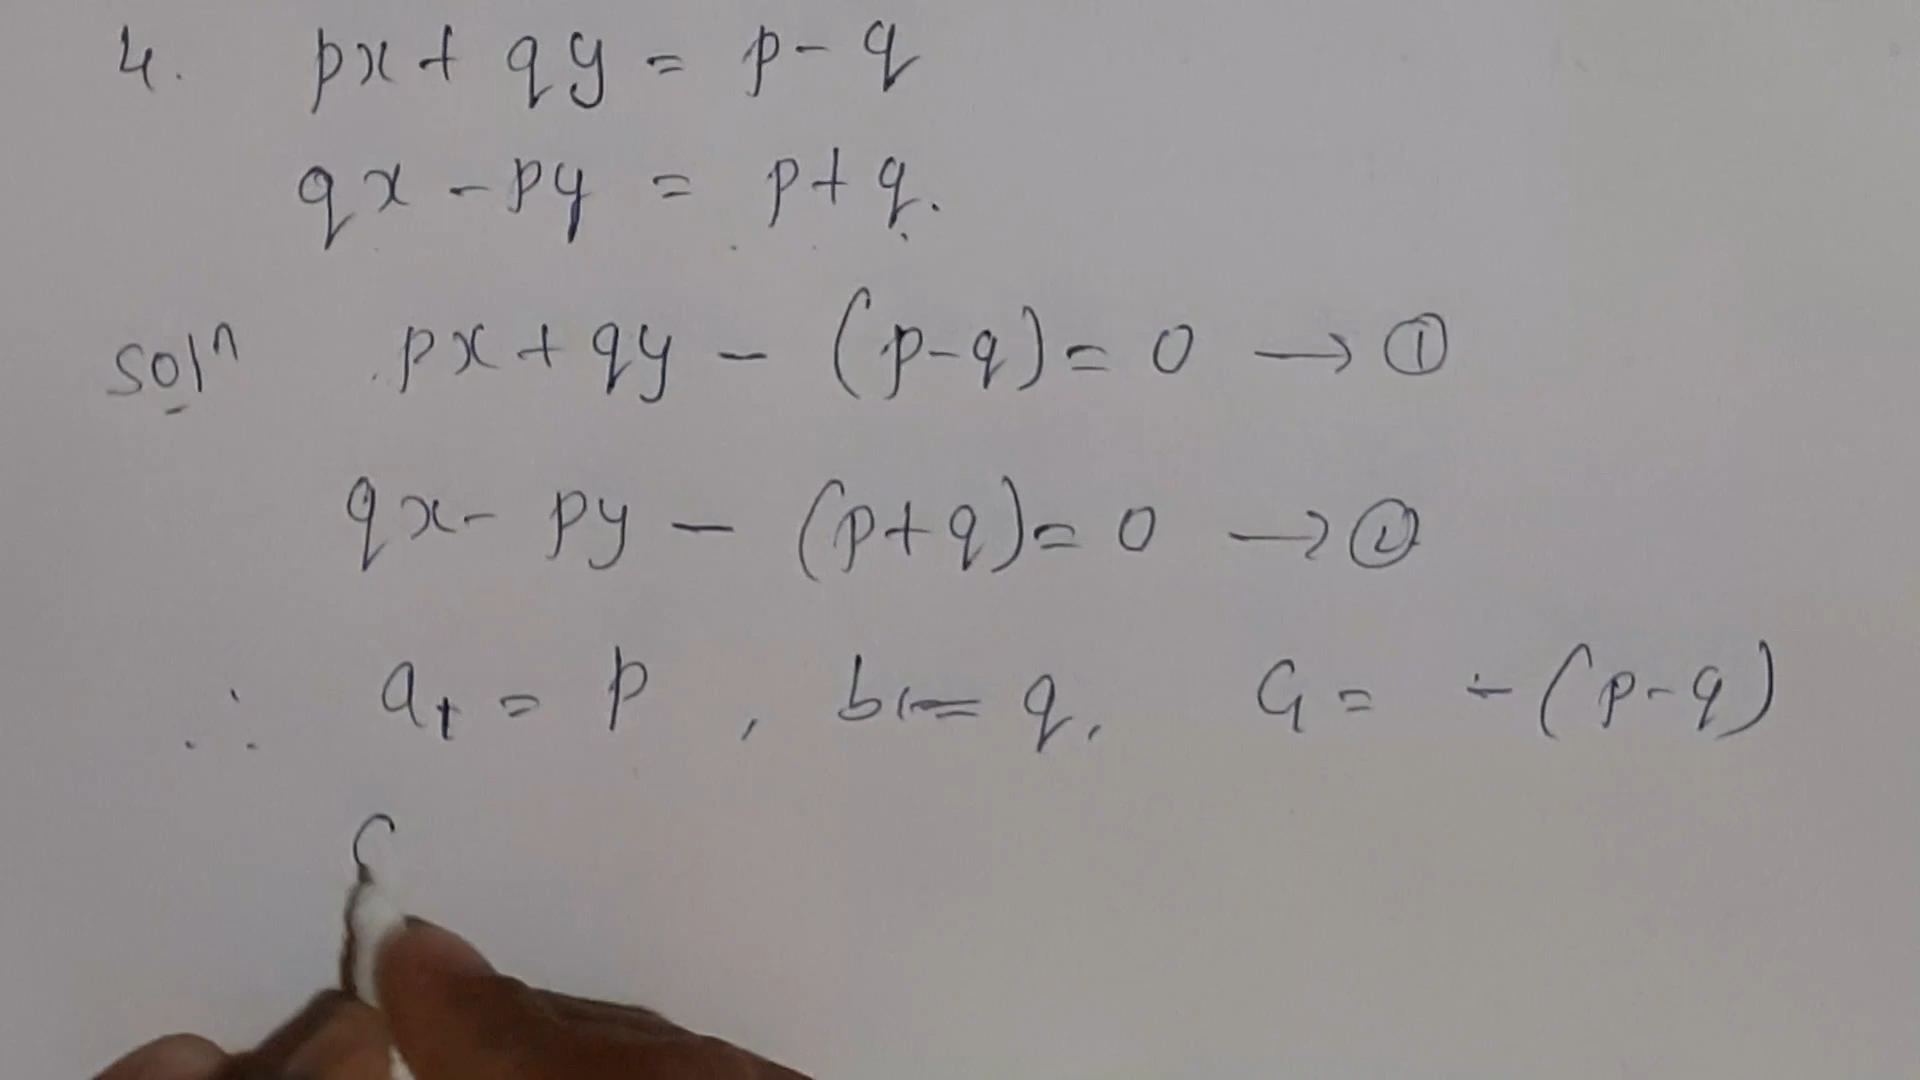 4. px + qy = p - q
qx - py = p + q.
Soln px + qy - (p-q) = 0 → ①
qx - py - (p+q) = 0 → ②
∴ a1 = p, b1 = q, C1 = -(p-q)